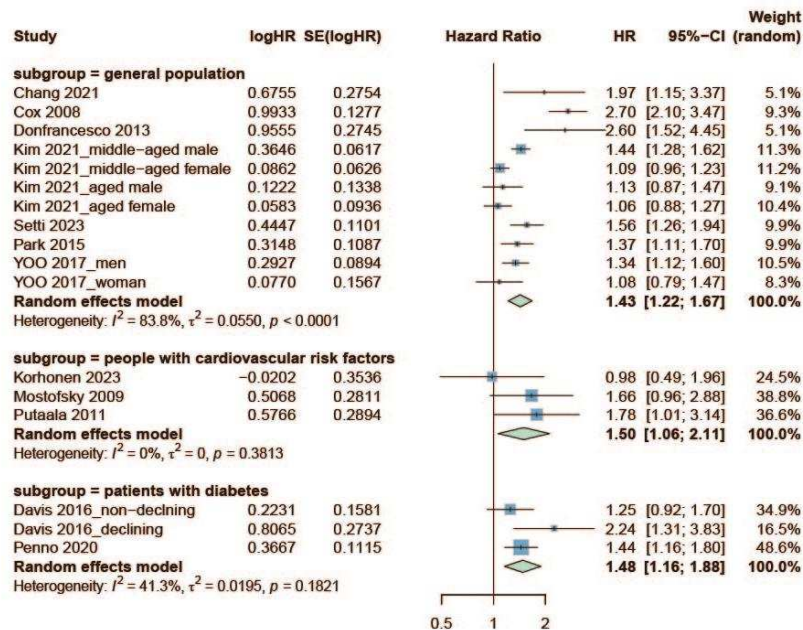 Weight
Study logHR SE(logHR) Hazard Ratio HR 95%−CI (random)
subgroup = general population
Chang 2021 0.6755 0.2754 1.97 [1.15; 3.37] 5.1%
Cox 2008 0.9933 0.1277 2.70 [2.10; 3.47] 9.3%
Donfrancesco 2013 0.9555 0.2745 2.60 [1.52; 4.45] 5.1%
Kim 2021_middle-aged male 0.3646 0.0617 1.44 [1.28; 1.62] 11.3%
Kim 2021_middle-aged female 0.0862 0.0626 1.09 [0.96; 1.23] 11.2%
Kim 2021_aged male 0.1222 0.1338 1.13 [0.87; 1.47] 9.1%
Kim 2021_aged female 0.0583 0.0936 1.06 [0.88; 1.27] 10.4%
Setti 2023 0.4447 0.1101 1.56 [1.26; 1.94] 9.9%
Park 2015 0.3148 0.1087 1.37 [1.11; 1.70] 9.9%
YOO 2017_men 0.2927 0.0894 1.34 [1.12; 1.60] 10.5%
YOO 2017_woman 0.0770 0.1567 1.08 [0.79; 1.47] 8.3%
Random effects model 1.43 [1.22; 1.67] 100.0%
Heterogeneity: I² = 83.8%, τ² = 0.0550, p < 0.0001
subgroup = people with cardiovascular risk factors
Korhonen 2023 −0.0202 0.3536 0.98 [0.49; 1.96] 24.5%
Mostofsky 2009 0.5068 0.2811 1.66 [0.96; 2.88] 38.8%
Putaala 2011 0.5766 0.2894 1.78 [1.01; 3.14] 36.6%
Random effects model 1.50 [1.06; 2.11] 100.0%
Heterogeneity: I² = 0%, τ² = 0, p = 0.3813
subgroup = patients with diabetes
Davis 2016_non-declning 0.2231 0.1581 1.25 [0.92; 1.70] 34.9%
Davis 2016_declining 0.8065 0.2737 2.24 [1.31; 3.83] 16.5%
Penno 2020 0.3667 0.1115 1.44 [1.16; 1.80] 48.6%
Random effects model 1.48 [1.16; 1.88] 100.0%
Heterogeneity: I² = 41.3%, τ² = 0.0195, p = 0.1821
0.5 1 2